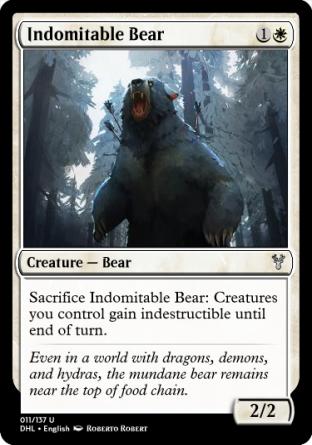 Indomitable Bear 1
Creature — Bear
Sacrifice Indomitable Bear: Creatures
you control gain indestructible until
end of turn.
Even in a world with dragons, demons,
and hydras, the mundane bear remains
near the top of food chain.
2/2
011/137 U
DHL • English Roberto Robert